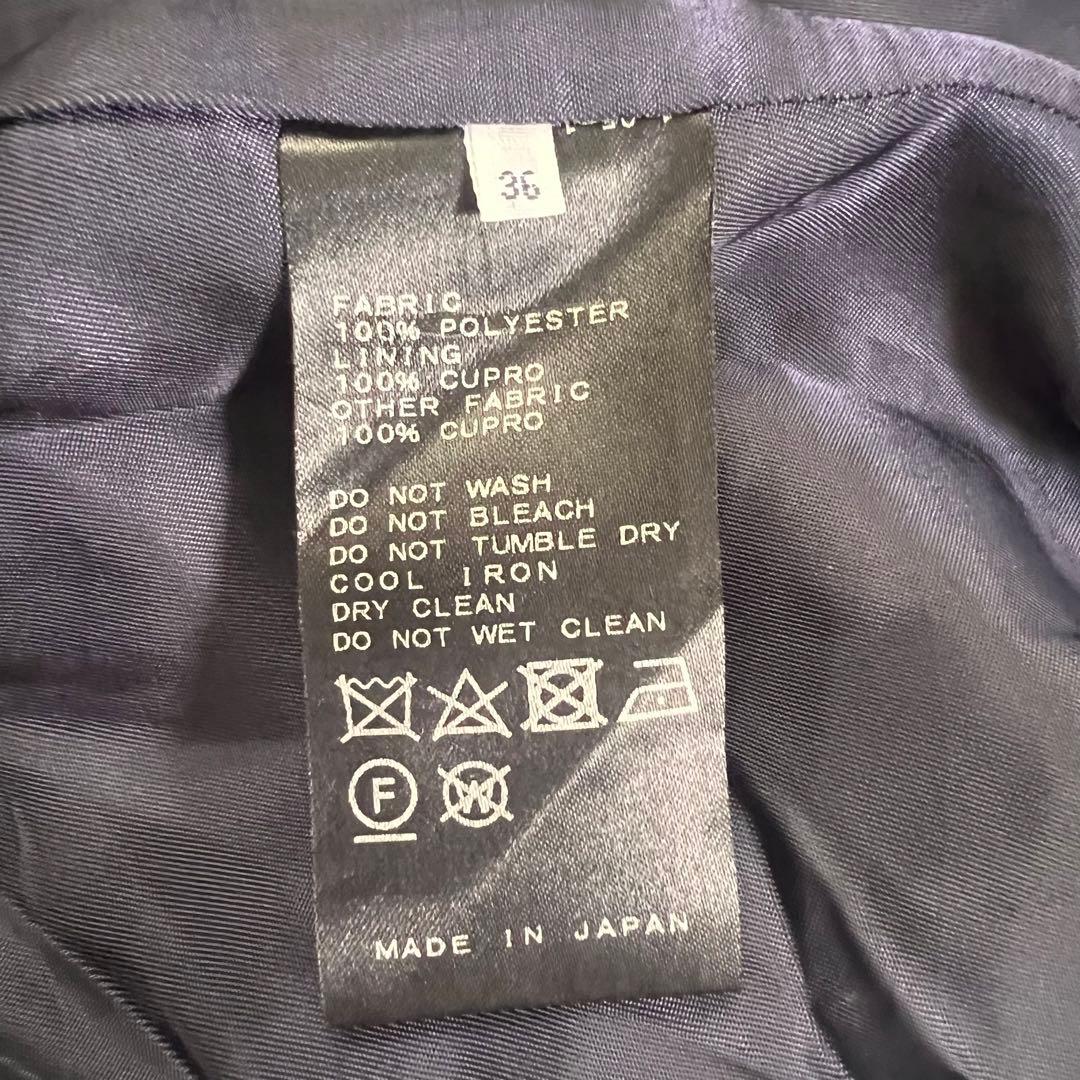 36
FABRIC
100% POLYESTER
LINING
100% CUPRO
OTHER FABRIC
100% CUPRO
DO NOT WASH
DO NOT BLEACH
DO NOT TUMBLE DRY
COOL IRON
DRY CLEAN
DO NOT WET CLEAN
F W
MADE IN JAPAN